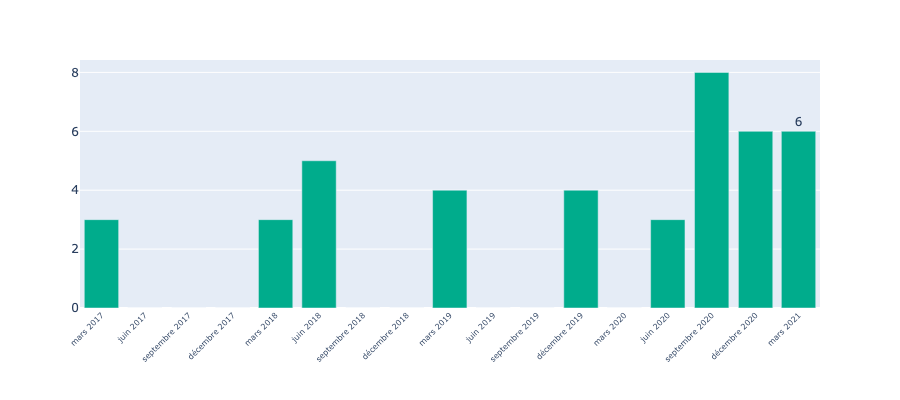 8
6
6
4
2
0
mars 2017
juin 2017
septembre 2017
décembre 2017
mars 2018
juin 2018
septembre 2018
décembre 2018
mars 2019
juin 2019
septembre 2019
décembre 2019
mars 2020
juin 2020
septembre 2020
décembre 2020
mars 2021